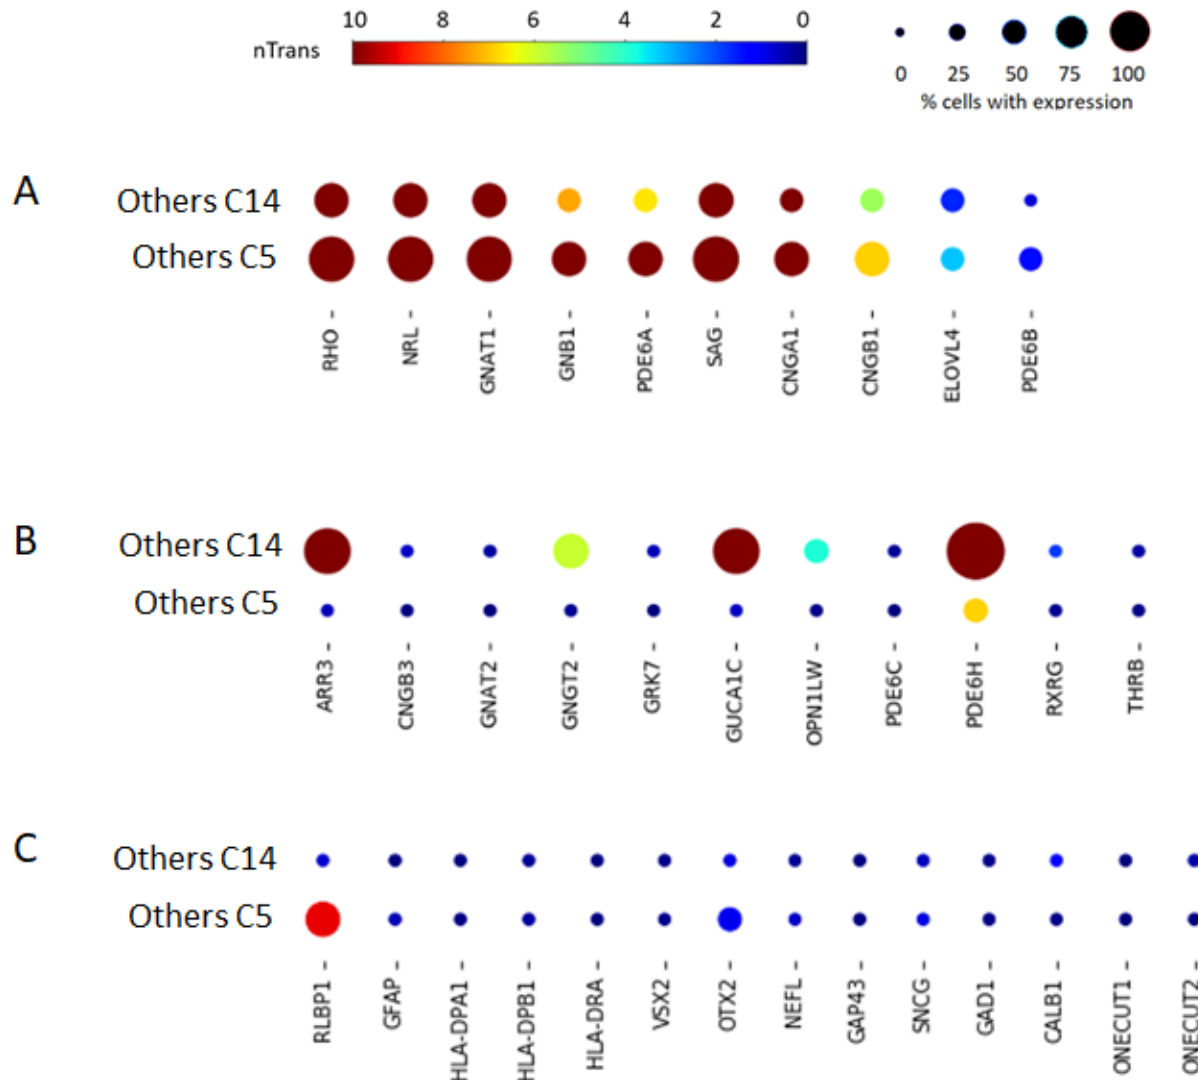 10 8 6 4 2 0
nTrans
0 25 50 75 100
% cells with expression
A
Others C14
Others C5
RHO - NRL - GNAT1 - GNB1 - PDE6A - SAG - CNGA1 - CNGB1 - ELOVL4 - PDE6B -
B
Others C14
Others C5
ARR3 - CNGB3 - GNAT2 - GNGT2 - GRK7 - GUCA1C - OPN1LW - PDE6C - PDE6H - RXRG - THRB -
C
Others C14
Others C5
RLBP1 - GFAP - HLA-DPA1 - HLA-DPB1 - HLA-DRA - VSX2 - OTX2 - NEFL - GAP43 - SNCG - GAD1 - CALB1 - ONECUT1 - ONECUT2 -